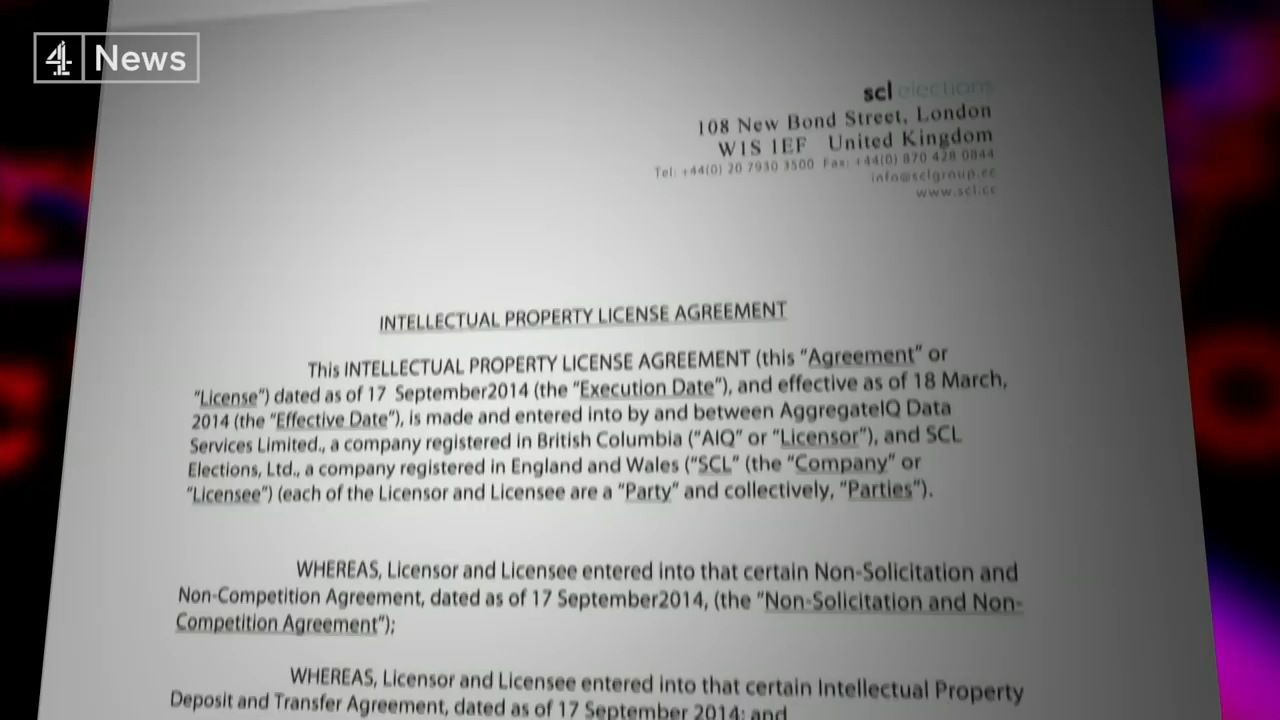 4 News
scl elections
108 New Bond Street, London
W1S 1EF United Kingdom
Tel: +44(0) 20 7930 3500 Fax: +44(0) 870 428 0844
info@sclgroup.cc
www.scl.cc
INTELLECTUAL PROPERTY LICENSE AGREEMENT
This INTELLECTUAL PROPERTY LICENSE AGREEMENT (this “Agreement” or
“License”) dated as of 17 September2014 (the “Execution Date”), and effective as of 18 March,
2014 (the “Effective Date”), is made and entered into by and between AggregateIQ Data
Services Limited., a company registered in British Columbia (“AIQ” or “Licensor”), and SCL
Elections, Ltd., a company registered in England and Wales (“SCL” (the “Company” or
“Licensee”) (each of the Licensor and Licensee are a “Party” and collectively, “Parties”).
WHEREAS, Licensor and Licensee entered into that certain Non-Solicitation and
Non-Competition Agreement, dated as of 17 September2014, (the “Non-Solicitation and Non-
Competition Agreement”);
WHEREAS, Licensor and Licensee entered into that certain Intellectual Property
Deposit and Transfer Agreement, dated as of 17 September 2014; and